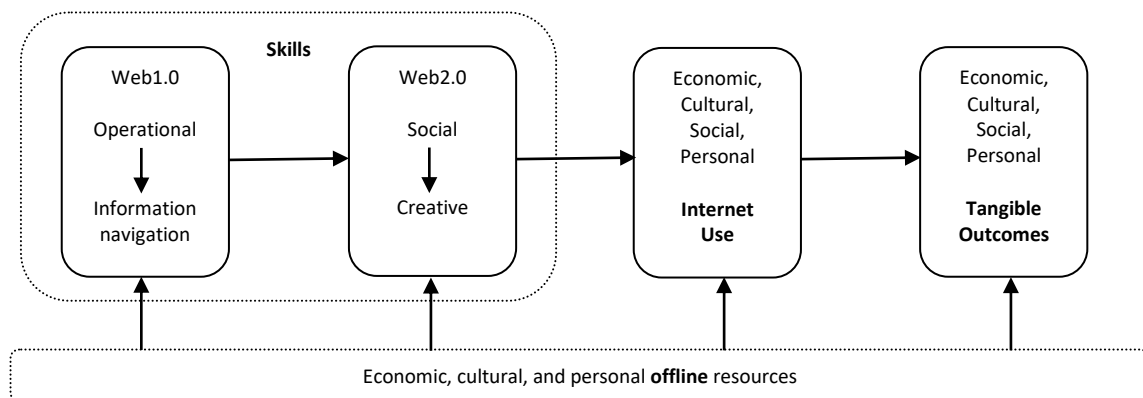 Skills
Web1.0
Operational
Information
navigation
Web2.0
Social
Creative
Economic,
Cultural,
Social,
Personal
Internet
Use
Economic,
Cultural,
Social,
Personal
Tangible
Outcomes
Economic, cultural, and personal offline resources